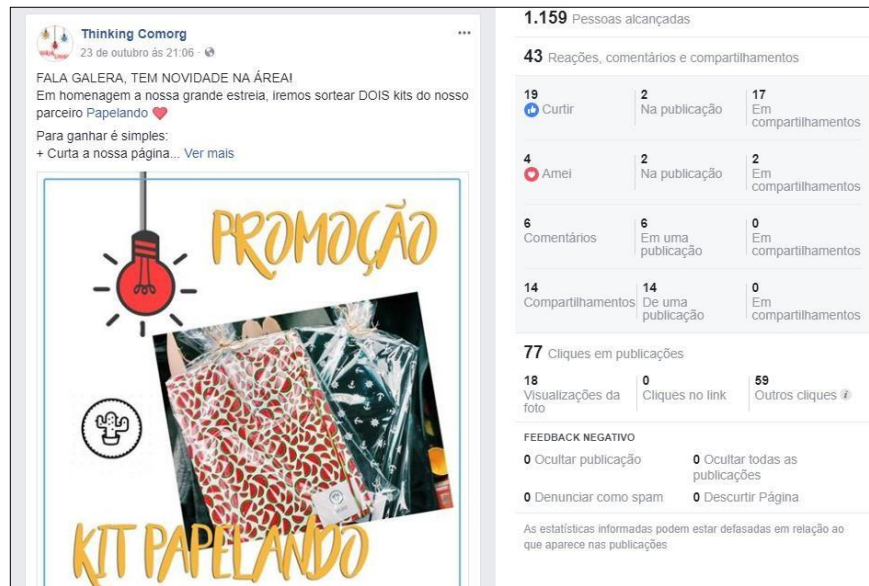 Thinking Comorg
23 de outubro às 21:06 ·
FALA GALERA, TEM NOVIDADE NA ÁREA!
Em homenagem a nossa grande estreia, iremos sortear DOIS kits do nosso
parceiro Papelando
Para ganhar é simples:
+ Curta a nossa página... Ver mais
PROMOÇÃO
KIT PAPELANDO
1.159 Pessoas alcançadas
43 Reações, comentários e compartilhamentos
19 2 17
Curtir Na publicação Em
compartilhamentos
4 2 2
Amei Na publicação Em
compartilhamentos
6 6 0
Comentários Em uma Em
publicação compartilhamentos
14 14 0
Compartilhamentos De uma Em
publicação compartilhamentos
77 Cliques em publicações
18 0 59
Visualizações da Cliques no link Outros cliques
foto
FEEDBACK NEGATIVO
0 Ocultar publicação 0 Ocultar todas as
publicações
0 Denunciar como spam 0 Descurtir Página
As estatísticas informadas podem estar defasadas em relação ao
que aparece nas publicações